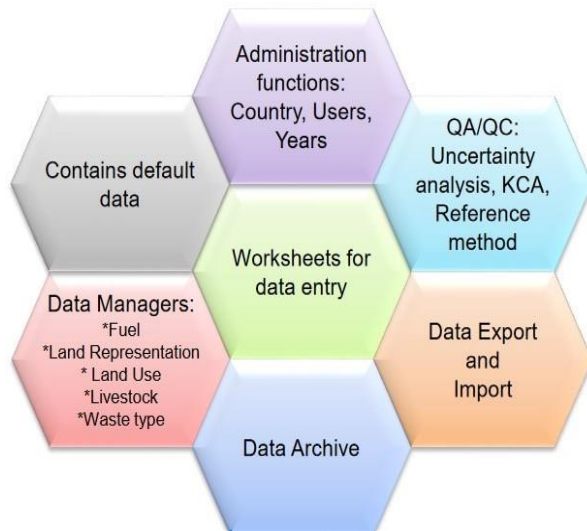 Administration
functions:
Country, Users,
Years
Contains default
data
QA/QC:
Uncertainty
analysis, KCA,
Reference
method
Worksheets for
data entry
Data Managers:
*Fuel
*Land Representation
* Land Use
*Livestock
*Waste type
Data Export
and
Import
Data Archive